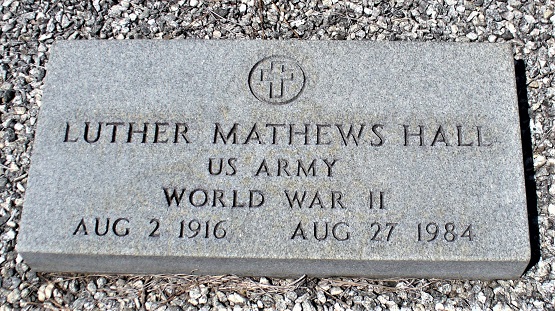 LUTHER MATHEWS HALL
US ARMY
WORLD WAR II
AUG 2 1916 AUG 27 1984